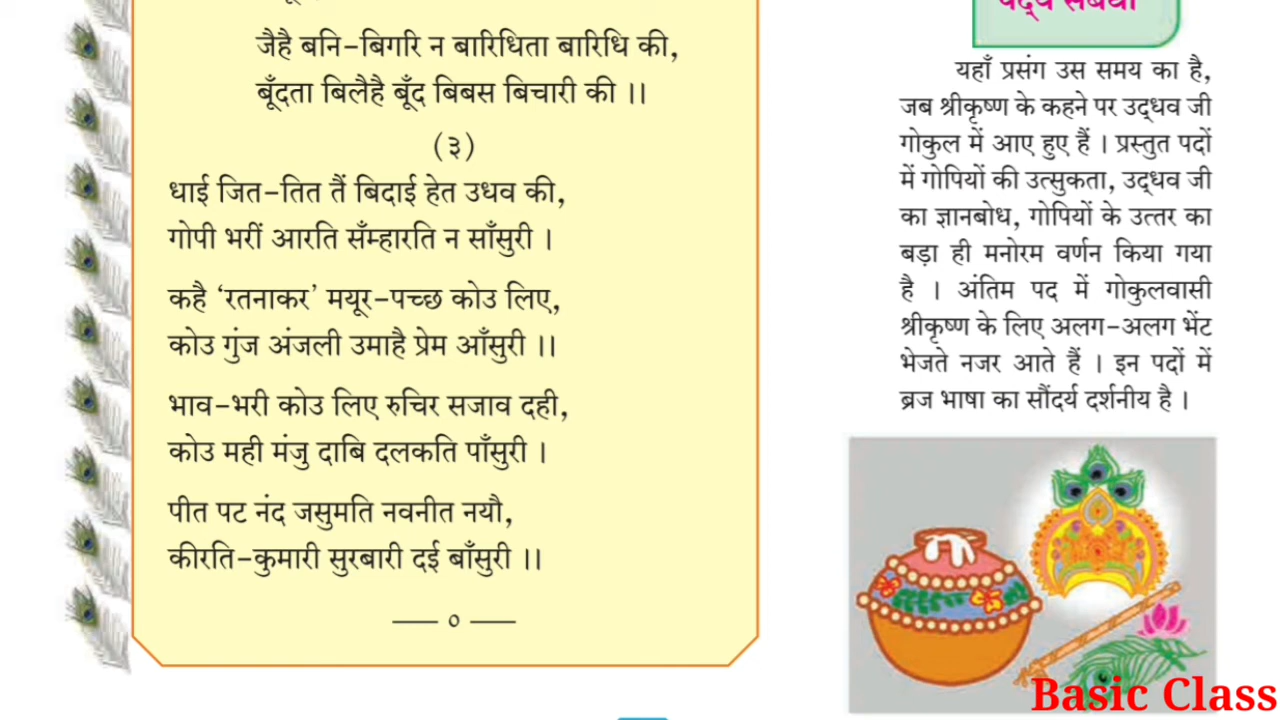 जैहै बनि-बिगरि न बारिधिता बारिधि की,
बूँदता बिलैहै बूँद बिबस बिचारी की ।।
(३)
धाई जित-तित तैं बिदाई हेत उधव की,
गोपी भरीं आरति सँम्हारति न साँसुरी ।
कहै ‘रतनाकर’ मयूर-पच्छ कोउ लिए,
कोउ गुंज अंजली उमाहै प्रेम आँसुरी ।।
भाव-भरी कोउ लिए रुचिर सजाव दही,
कोउ मही मंजु दाबि दलकति पाँसुरी ।
पीत पट नंद जसुमति नवनीत नयौ,
कीरति-कुमारी सुरबारी दई बाँसुरी ।।
— ० —
यहाँ प्रसंग उस समय का है,
जब श्रीकृष्ण के कहने पर उद्धव जी
गोकुल में आए हुए हैं । प्रस्तुत पदों
में गोपियों की उत्सुकता, उद्धव जी
का ज्ञानबोध, गोपियों के उत्तर का
बड़ा ही मनोरम वर्णन किया गया
है । अंतिम पद में गोकुलवासी
श्रीकृष्ण के लिए अलग-अलग भेंट
भेजते नजर आते हैं । इन पदों में
ब्रज भाषा का सौंदर्य दर्शनीय है ।
Basic Class